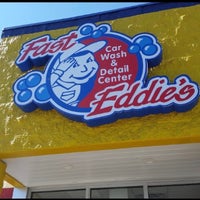 Fast
Car
Wash &
Detail
Center
Eddie's